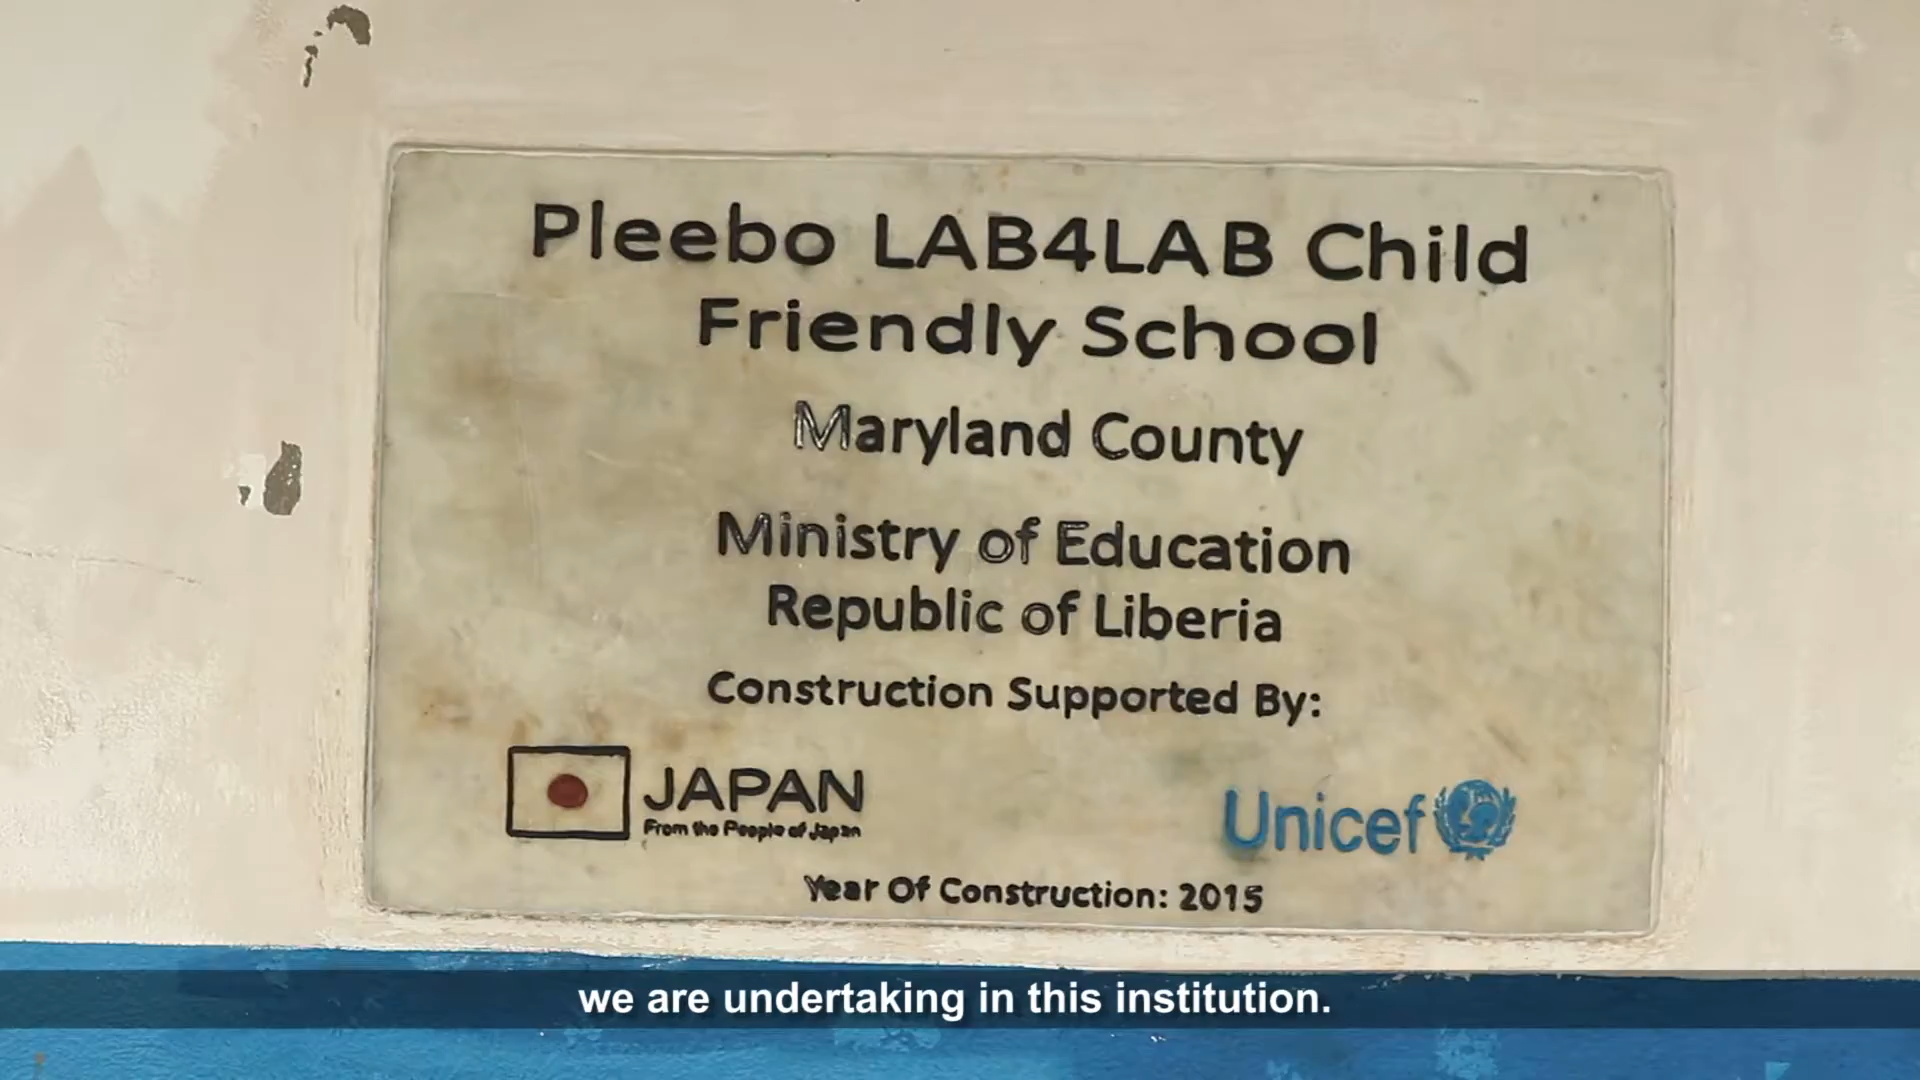 Pleebo LAB4LAB Child
Friendly School
Maryland County
Ministry of Education
Republic of Liberia
Construction Supported By:
JAPAN
From the People of Japan
Unicef
Year Of Construction: 2015
we are undertaking in this institution.